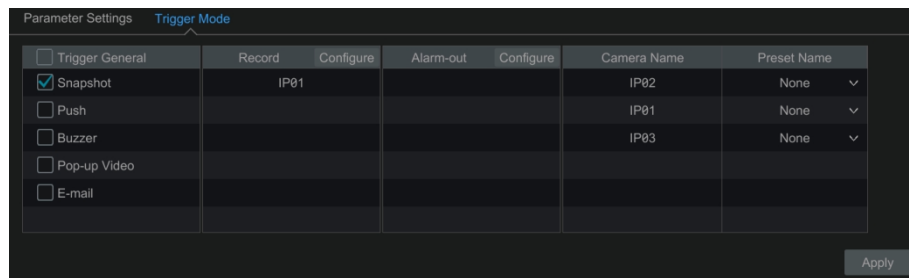 Parameter Settings Trigger Mode
Trigger General Record Configure Alarm-out Configure Camera Name Preset Name
Snapshot IP01 IP02 None
Push IP01 None
Buzzer IP03 None
Pop-up Video
E-mail
Apply